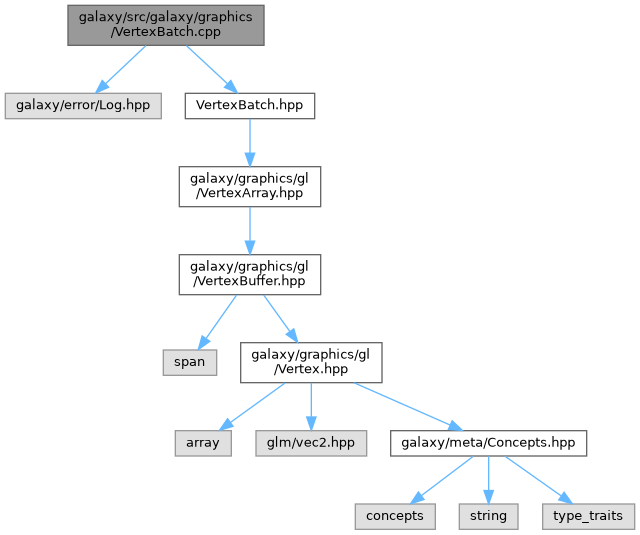 galaxy/src/galaxy/graphics
/VertexBatch.cpp
galaxy/error/Log.hpp
VertexBatch.hpp
galaxy/graphics/gl
/VertexArray.hpp
galaxy/graphics/gl
/VertexBuffer.hpp
span
galaxy/graphics/gl
/Vertex.hpp
array
glm/vec2.hpp
galaxy/meta/Concepts.hpp
concepts
string
type_traits